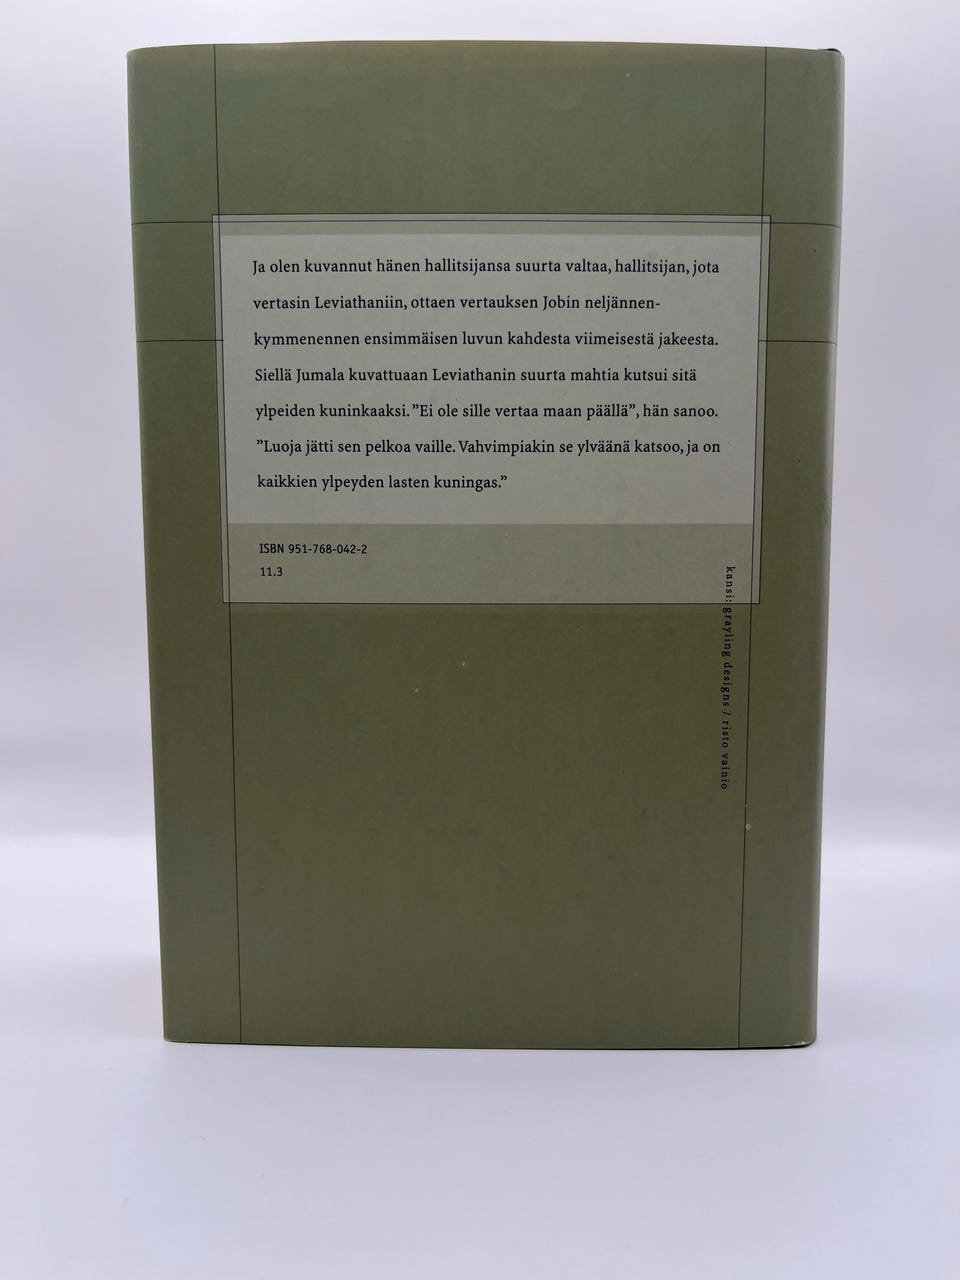 Ja olen kuvannut hänen hallitsijansa suurta valtaa, hallitsijan, jota
vertasin Leviathaniin, ottaen vertauksen Jobin neljännen-
kymmenennen ensimmäisen luvun kahdesta viimeisestä jakeesta.
Siellä Jumala kuvattuaan Leviathanin suurta mahtia kutsui sitä
ylpeiden kuninkaaksi. ”Ei ole sille vertaa maan päällä”, hän sanoo.
”Luoja jätti sen pelkoa vaille. Vahvimpiakin se ylväänä katsoo, ja on
kaikkien ylpeyden lasten kuningas.”
ISBN 951-768-042-2
11.3
kansi: grayling designs / risto vainio